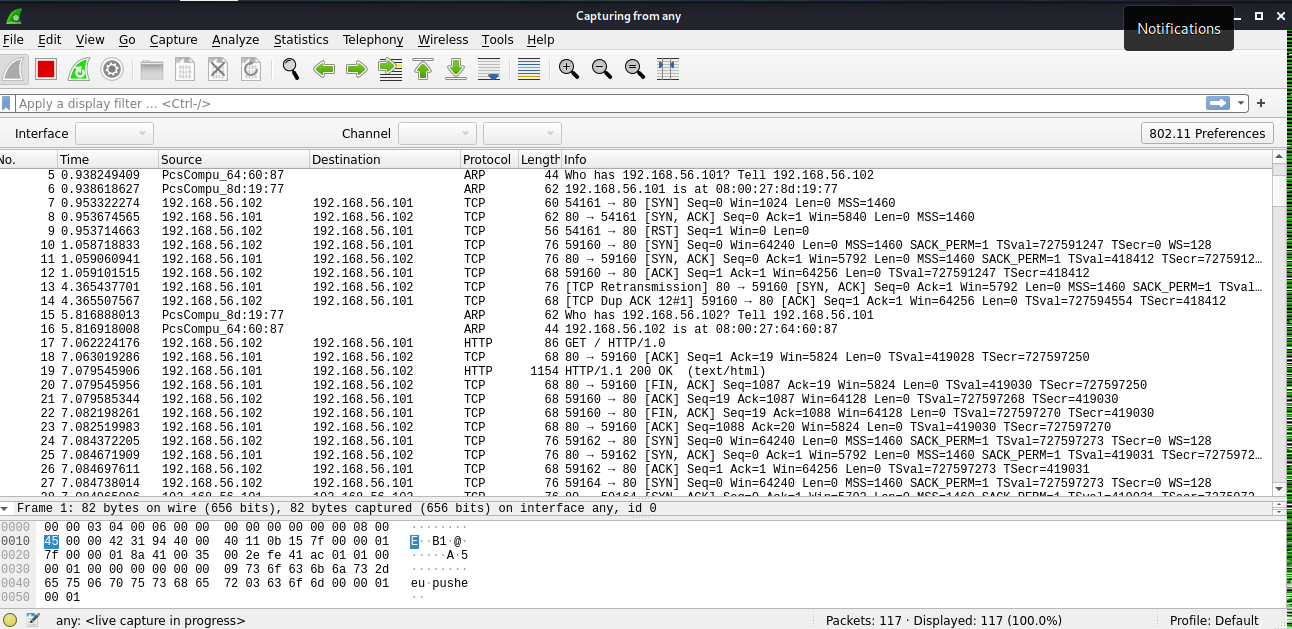 Capturing from any
Notifications
File Edit View Go Capture Analyze Statistics Telephony Wireless Tools Help
Apply a display filter … <Ctrl-/>
Interface Channel 802.11 Preferences
No. Time Source Destination Protocol Length Info
5 0.938249409 PcsCompu_64:60:87 ARP 44 Who has 192.168.56.101? Tell 192.168.56.102
6 0.938618627 PcsCompu_8d:19:77 ARP 62 192.168.56.101 is at 08:00:27:8d:19:77
7 0.953322274 192.168.56.102 192.168.56.101 TCP 60 54161 → 80 [SYN] Seq=0 Win=1024 Len=0 MSS=1460
8 0.953674565 192.168.56.101 192.168.56.102 TCP 62 80 → 54161 [SYN, ACK] Seq=0 Ack=1 Win=5840 Len=0 MSS=1460
9 0.953714663 192.168.56.102 192.168.56.101 TCP 56 54161 → 80 [RST] Seq=1 Win=0 Len=0
10 1.058718833 192.168.56.102 192.168.56.101 TCP 76 59160 → 80 [SYN] Seq=0 Win=64240 Len=0 MSS=1460 SACK_PERM=1 TSval=727591247 TSecr=0 WS=128
11 1.059060941 192.168.56.101 192.168.56.102 TCP 76 80 → 59160 [SYN, ACK] Seq=0 Ack=1 Win=5792 Len=0 MSS=1460 SACK_PERM=1 TSval=418412 TSecr=7275912…
12 1.059101515 192.168.56.102 192.168.56.101 TCP 68 59160 → 80 [ACK] Seq=1 Ack=1 Win=64256 Len=0 TSval=727591247 TSecr=418412
13 4.365437701 192.168.56.101 192.168.56.102 TCP 76 [TCP Retransmission] 80 → 59160 [SYN, ACK] Seq=0 Ack=1 Win=5792 Len=0 MSS=1460 SACK_PERM=1 TSval…
14 4.365507567 192.168.56.102 192.168.56.101 TCP 68 [TCP Dup ACK 12#1] 59160 → 80 [ACK] Seq=1 Ack=1 Win=64256 Len=0 TSval=727594554 TSecr=418412
15 5.816888013 PcsCompu_8d:19:77 ARP 62 Who has 192.168.56.102? Tell 192.168.56.101
16 5.816918008 PcsCompu_64:60:87 ARP 44 192.168.56.102 is at 08:00:27:64:60:87
17 7.062224176 192.168.56.102 192.168.56.101 HTTP 86 GET / HTTP/1.0
18 7.063019286 192.168.56.101 192.168.56.102 TCP 68 80 → 59160 [ACK] Seq=1 Ack=19 Win=5824 Len=0 TSval=419028 TSecr=727597250
19 7.079545906 192.168.56.101 192.168.56.102 HTTP 1154 HTTP/1.1 200 OK (text/html)
20 7.079545956 192.168.56.101 192.168.56.102 TCP 68 80 → 59160 [FIN, ACK] Seq=1087 Ack=19 Win=5824 Len=0 TSval=419030 TSecr=727597250
21 7.079585344 192.168.56.102 192.168.56.101 TCP 68 59160 → 80 [ACK] Seq=19 Ack=1087 Win=64128 Len=0 TSval=727597268 TSecr=419030
22 7.082198261 192.168.56.102 192.168.56.101 TCP 68 59160 → 80 [FIN, ACK] Seq=19 Ack=1088 Win=64128 Len=0 TSval=727597270 TSecr=419030
23 7.082519983 192.168.56.101 192.168.56.102 TCP 68 80 → 59160 [ACK] Seq=1088 Ack=20 Win=5824 Len=0 TSval=419030 TSecr=727597270
24 7.084372205 192.168.56.102 192.168.56.101 TCP 76 59162 → 80 [SYN] Seq=0 Win=64240 Len=0 MSS=1460 SACK_PERM=1 TSval=727597273 TSecr=0 WS=128
25 7.084671909 192.168.56.101 192.168.56.102 TCP 76 80 → 59162 [SYN, ACK] Seq=0 Ack=1 Win=5792 Len=0 MSS=1460 SACK_PERM=1 TSval=419031 TSecr=7275972…
26 7.084697611 192.168.56.102 192.168.56.101 TCP 68 59162 → 80 [ACK] Seq=1 Ack=1 Win=64256 Len=0 TSval=727597273 TSecr=419031
27 7.084738014 192.168.56.102 192.168.56.101 TCP 76 59164 → 80 [SYN] Seq=0 Win=64240 Len=0 MSS=1460 SACK_PERM=1 TSval=727597273 TSecr=0 WS=128
Frame 1: 82 bytes on wire (656 bits), 82 bytes captured (656 bits) on interface any, id 0
0000 00 00 03 04 00 06 00 00 00 00 00 00 00 00 08 00 ········ ········
0010 45 00 00 42 31 94 40 00 40 11 0b 15 7f 00 00 01 E··B1·@·
0020 7f 00 00 01 8a 41 00 35 00 2e fe 41 ac 01 01 00 ·····A·5
0030 00 01 00 00 00 00 00 00 09 73 6f 63 6b 6a 73 2d ········
0040 65 75 06 70 75 73 68 65 72 03 63 6f 6d 00 00 01 eu·pushe
0050 00 01 ··
any: <live capture in progress> Packets: 117 · Displayed: 117 (100.0%) Profile: Default